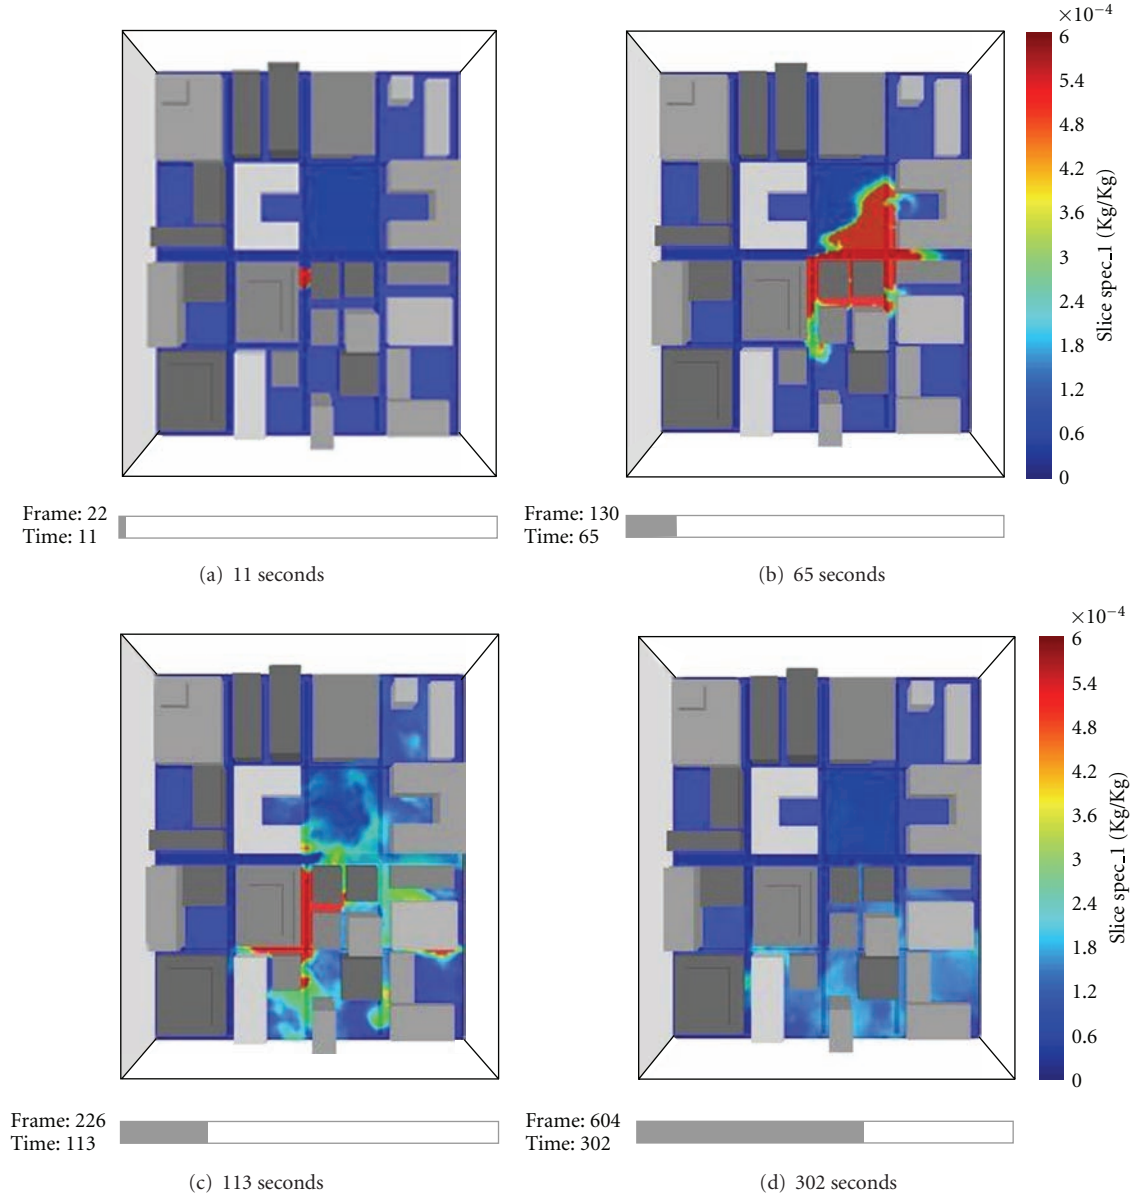 ×10⁻⁴
6
5.4
4.8
4.2
3.6
3
2.4
1.8
1.2
0.6
0
Slice spec_1 (Kg/Kg)
Frame: 22
Time: 11
Frame: 130
Time: 65
(a) 11 seconds
(b) 65 seconds
×10⁻⁴
6
5.4
4.8
4.2
3.6
3
2.4
1.8
1.2
0.6
0
Slice spec_1 (Kg/Kg)
Frame: 226
Time: 113
Frame: 604
Time: 302
(c) 113 seconds
(d) 302 seconds